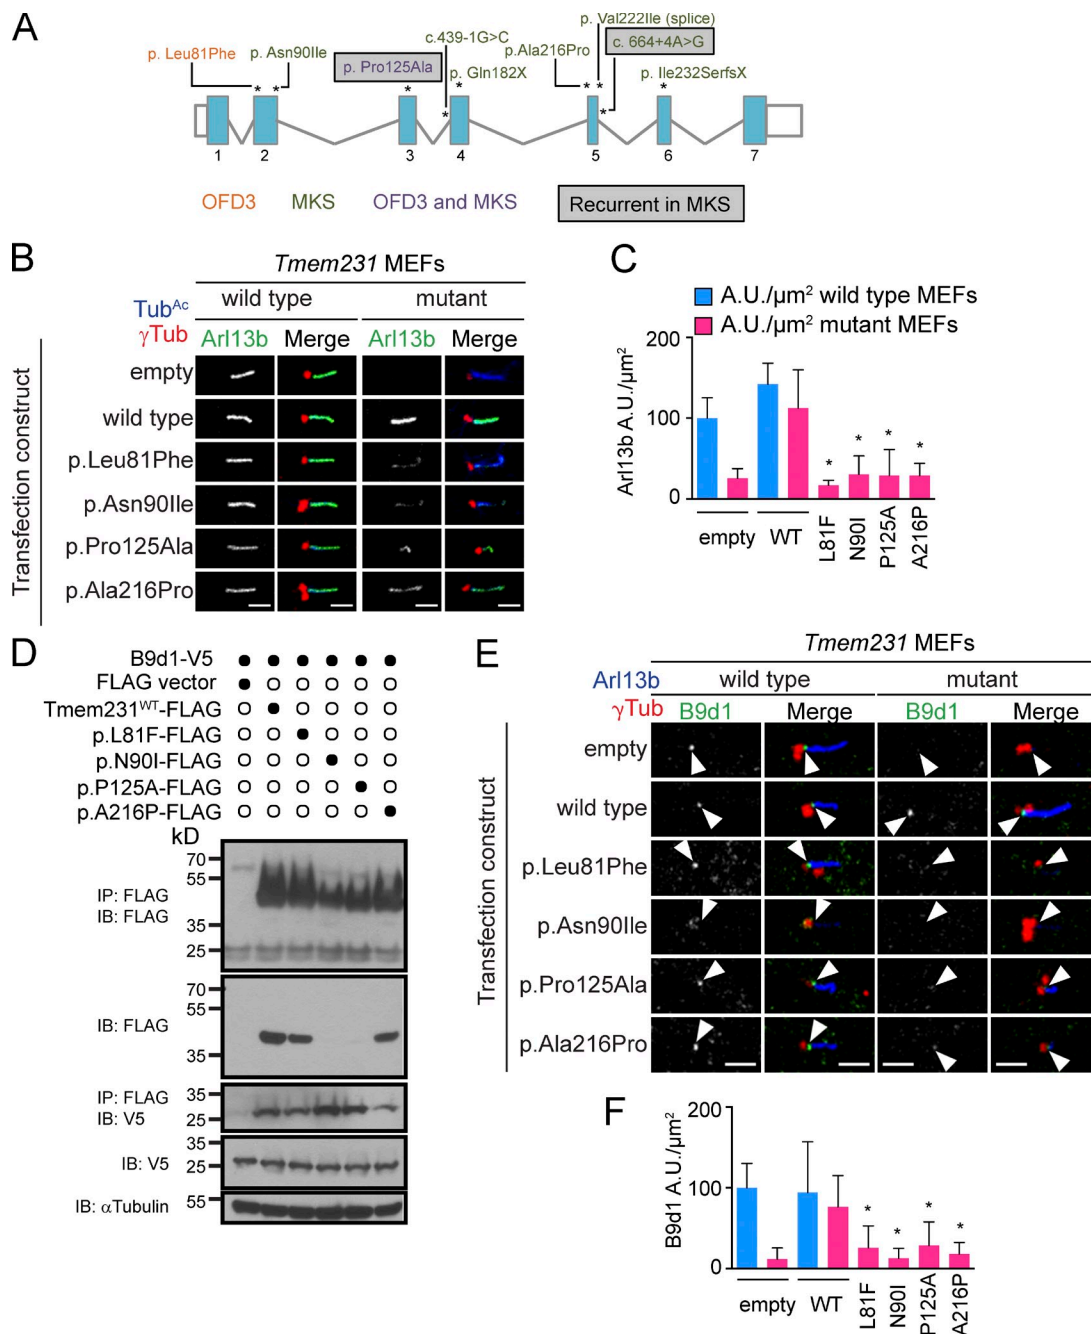 A
p. Leu81Phe
p. Asn90Ile
p. Pro125Ala
c.439-1G>C
p. Gln182X
p.Ala216Pro
p. Val222Ile (splice)
c. 664+4A>G
p. Ile232SerfsX
* * * * * * * * *
1 2 3 4 5 6 7
OFD3 MKS OFD3 and MKS Recurrent in MKS
B
Tmem231 MEFs
wild type mutant
TubAc
γTub
Arl13b Merge Arl13b Merge
Transfection construct
empty
wild type
p.Leu81Phe
p.Asn90Ile
p.Pro125Ala
p.Ala216Pro
C
A.U./µm² wild type MEFs
A.U./µm² mutant MEFs
Arl13b A.U./µm²
200
100
0
* * * *
empty WT L81F N90I P125A A216P
D
B9d1-V5
FLAG vector
Tmem231WT-FLAG
p.L81F-FLAG
p.N90I-FLAG
p.P125A-FLAG
p.A216P-FLAG
kD
IP: FLAG
IB: FLAG
70
55
35
25
IB: FLAG
70
55
35
IP: FLAG
IB: V5
35
25
IB: V5
35
25
IB: αTubulin
55
E
Tmem231 MEFs
Arl13b
γTub
wild type mutant
B9d1 Merge B9d1 Merge
Transfection construct
empty
wild type
p.Leu81Phe
p.Asn90Ile
p.Pro125Ala
p.Ala216Pro
F
B9d1 A.U./µm²
200
100
0
* * * *
empty WT L81F N90I P125A A216P